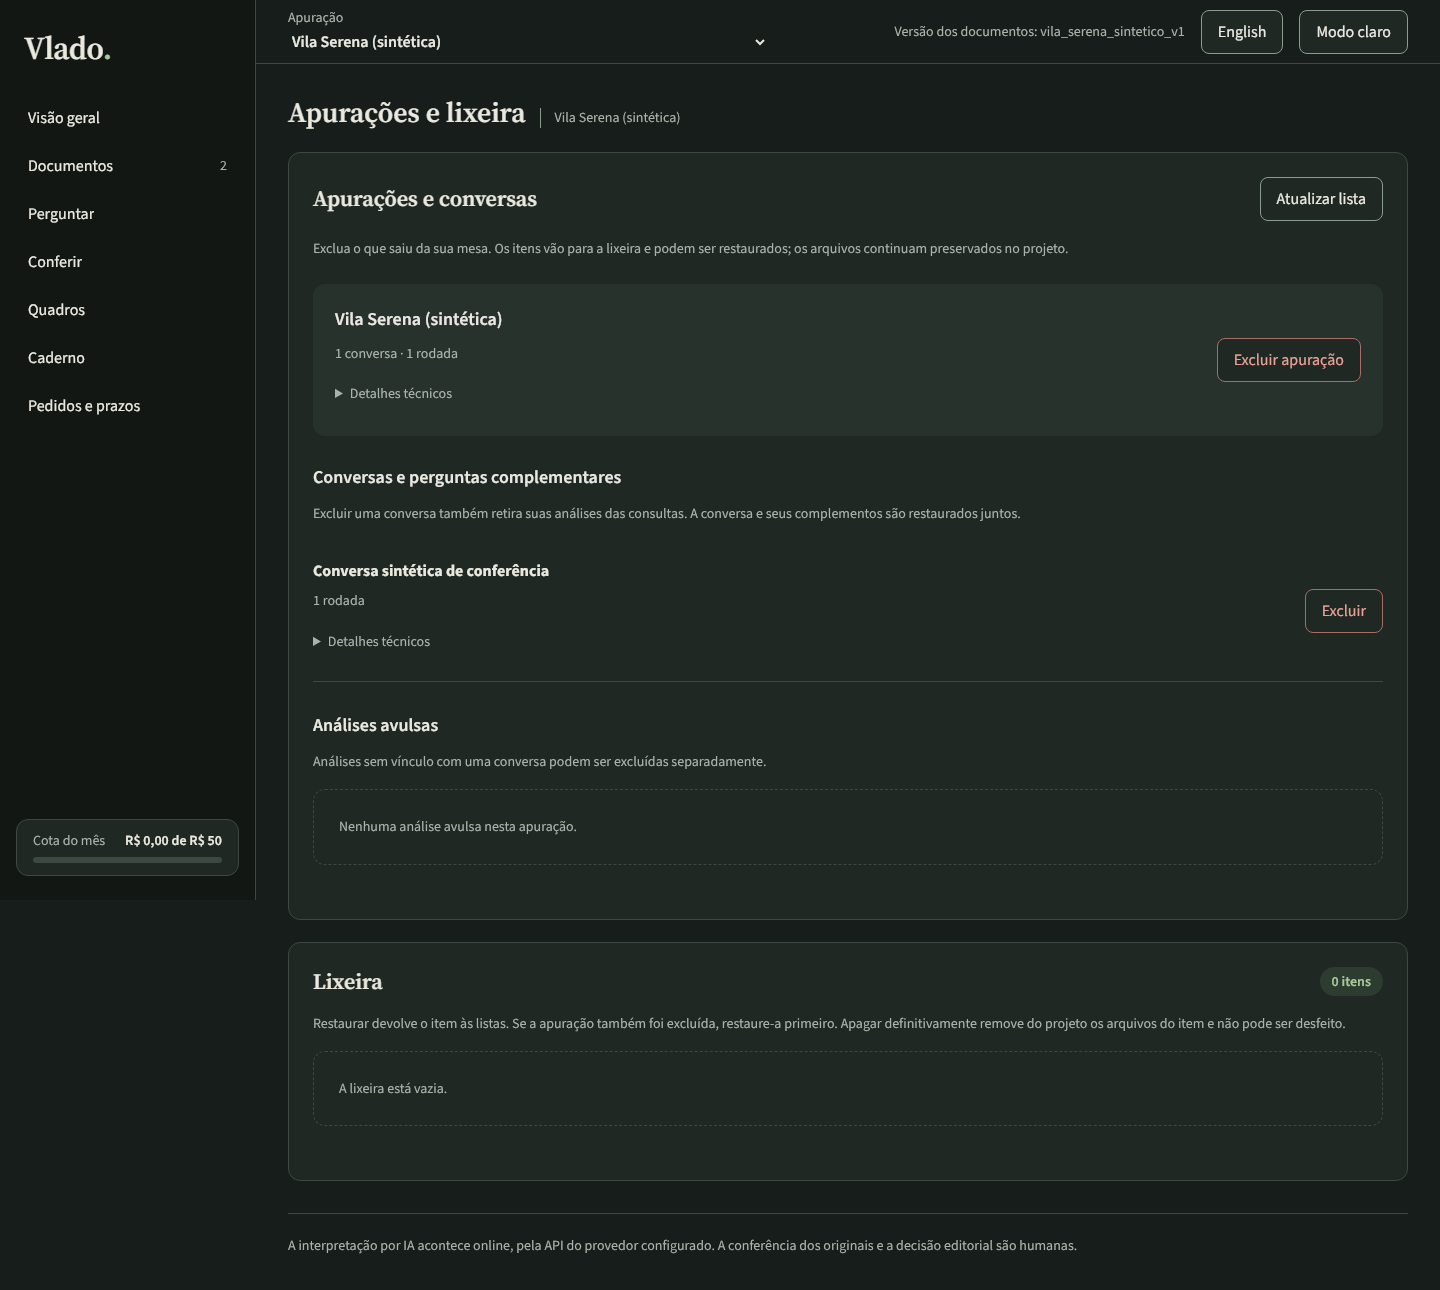 Vlado.
Visão geral
Documentos 2
Perguntar
Conferir
Quadros
Caderno
Pedidos e prazos
Cota do mês R$ 0,00 de R$ 50
Apuração
Vila Serena (sintética)
Versão dos documentos: vila_serena_sintetico_v1
English
Modo claro
Apurações e lixeira Vila Serena (sintética)
Apurações e conversas
Atualizar lista
Exclua o que saiu da sua mesa. Os itens vão para a lixeira e podem ser restaurados; os arquivos continuam preservados no projeto.
Vila Serena (sintética)
1 conversa · 1 rodada
Excluir apuração
Detalhes técnicos
Conversas e perguntas complementares
Excluir uma conversa também retira suas análises das consultas. A conversa e seus complementos são restaurados juntos.
Conversa sintética de conferência
1 rodada
Excluir
Detalhes técnicos
Análises avulsas
Análises sem vínculo com uma conversa podem ser excluídas separadamente.
Nenhuma análise avulsa nesta apuração.
Lixeira
0 itens
Restaurar devolve o item às listas. Se a apuração também foi excluída, restaure-a primeiro. Apagar definitivamente remove do projeto os arquivos do item e não pode ser desfeito.
A lixeira está vazia.
A interpretação por IA acontece online, pela API do provedor configurado. A conferência dos originais e a decisão editorial são humanas.